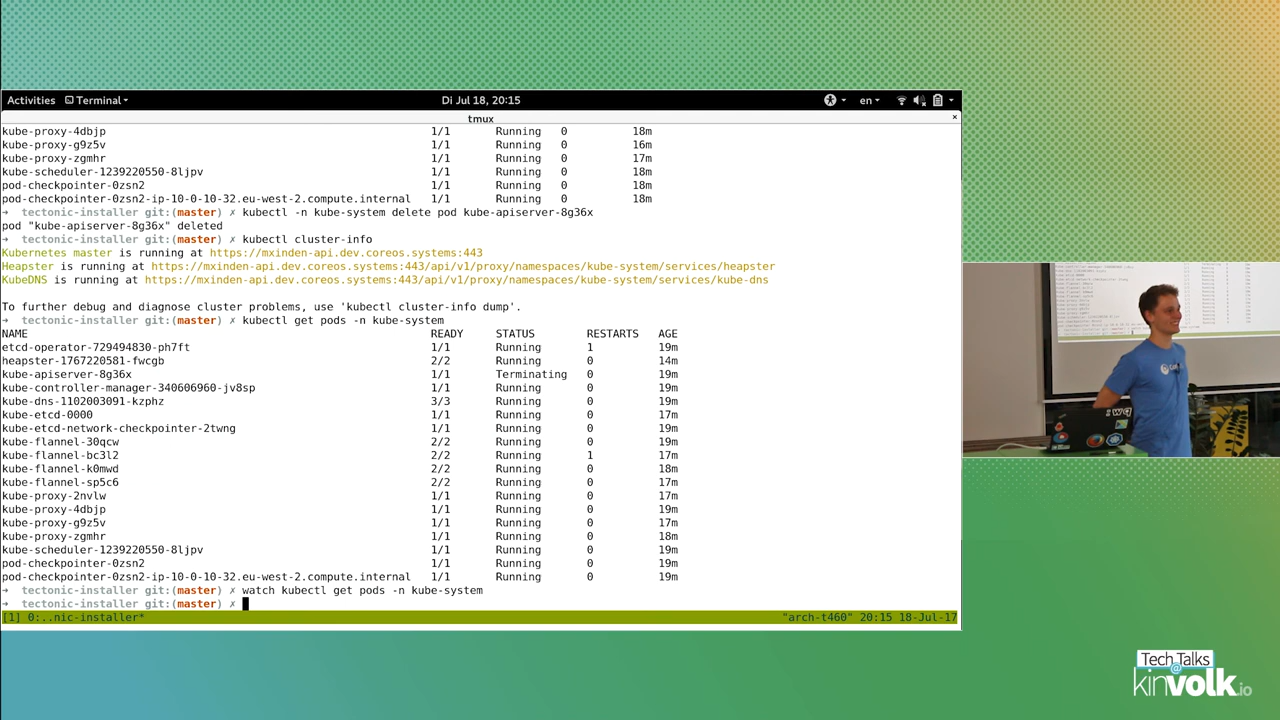 Activities Terminal Di Jul 18, 20:15 en
tmux ×
kube-proxy-4dbjp 1/1 Running 0 18m
kube-proxy-g9z5v 1/1 Running 0 16m
kube-proxy-zgmhr 1/1 Running 0 17m
kube-scheduler-1239220550-8ljpv 1/1 Running 0 18m
pod-checkpointer-0zsn2 1/1 Running 0 18m
pod-checkpointer-0zsn2-ip-10-0-10-32.eu-west-2.compute.internal 1/1 Running 0 18m
➜ tectonic-installer git:(master) ✗ kubectl -n kube-system delete pod kube-apiserver-8g36x
pod "kube-apiserver-8g36x" deleted
➜ tectonic-installer git:(master) ✗ kubectl cluster-info
Kubernetes master is running at https://mxinden-api.dev.coreos.systems:443
Heapster is running at https://mxinden-api.dev.coreos.systems:443/api/v1/proxy/namespaces/kube-system/services/heapster
KubeDNS is running at https://mxinden-api.dev.coreos.systems:443/api/v1/proxy/namespaces/kube-system/services/kube-dns
To further debug and diagnose cluster problems, use 'kubectl cluster-info dump'.
➜ tectonic-installer git:(master) ✗ kubectl get pods -n kube-system
NAME READY STATUS RESTARTS AGE
etcd-operator-729494830-ph7ft 1/1 Running 1 19m
heapster-1767220581-fwcgb 2/2 Running 0 14m
kube-apiserver-8g36x 1/1 Terminating 0 19m
kube-controller-manager-340606960-jv8sp 1/1 Running 0 19m
kube-dns-1102003091-kzphz 3/3 Running 0 19m
kube-etcd-0000 1/1 Running 0 17m
kube-etcd-network-checkpointer-2twng 1/1 Running 0 19m
kube-flannel-30qcw 2/2 Running 0 18m
kube-flannel-bc3l2 2/2 Running 1 17m
kube-flannel-k0mwd 2/2 Running 0 18m
kube-flannel-sp5c6 2/2 Running 0 17m
kube-proxy-2nvlw 1/1 Running 0 17m
kube-proxy-4dbjp 1/1 Running 0 19m
kube-proxy-g9z5v 1/1 Running 0 17m
kube-proxy-zgmhr 1/1 Running 0 18m
kube-scheduler-1239220550-8ljpv 1/1 Running 0 19m
pod-checkpointer-0zsn2 1/1 Running 0 19m
pod-checkpointer-0zsn2-ip-10-0-10-32.eu-west-2.compute.internal 1/1 Running 0 19m
➜ tectonic-installer git:(master) ✗ watch kubectl get pods -n kube-system
➜ tectonic-installer git:(master) ✗
[1] 0:..nic-installer* "arch-t460" 20:15 18-Jul-17
Tech Talks
@
kinvolk.io